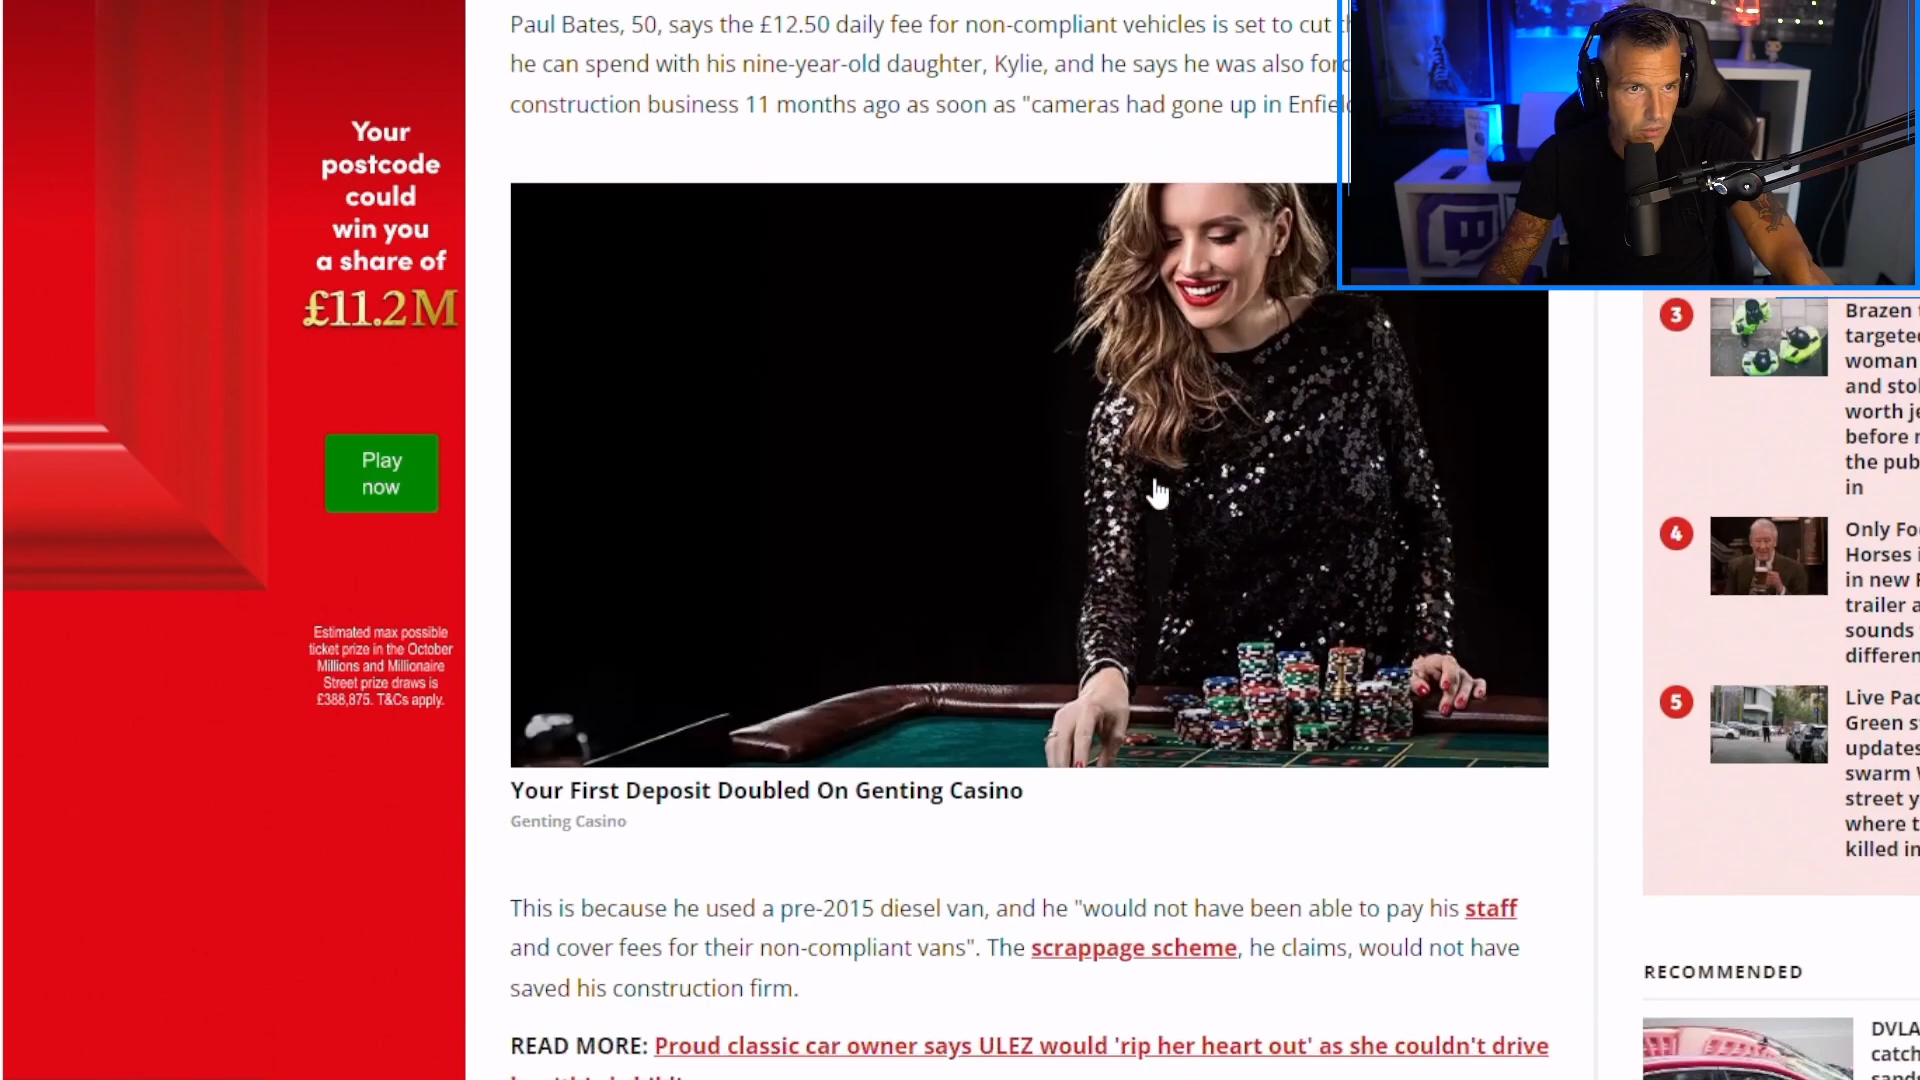 Paul Bates, 50, says the £12.50 daily fee for non-compliant vehicles is set to cut
he can spend with his nine-year-old daughter, Kylie, and he says he was also
construction business 11 months ago as soon as "cameras had gone up in
Your
postcode
could
win you
a share of
£11.2M
Play
now
Estimated max possible
ticket prize in the October
Millions and Millionaire
Street prize draws is
£388,875. T&Cs apply.
Your First Deposit Doubled On Genting Casino
Genting Casino
This is because he used a pre-2015 diesel van, and he "would not have been able to pay his staff
and cover fees for their non-compliant vans". The scrappage scheme, he claims, would not have
saved his construction firm.
READ MORE: Proud classic car owner says ULEZ would 'rip her heart out' as she couldn't drive
3
Brazen
targeted
woman
and
worth
before
the
in
4
Only
Horses
in new
trailer
sounds
5
Live
Green
updates
swarm
street
where
killed in
RECOMMENDED
DVLA
catch